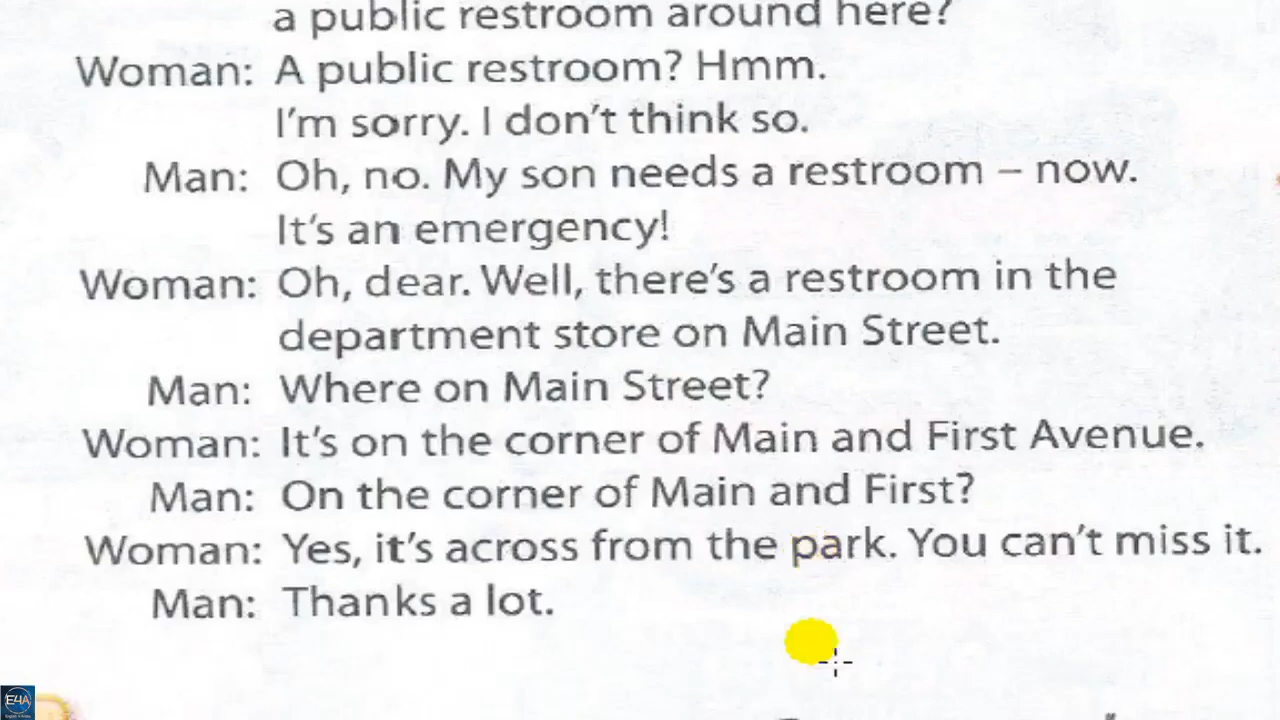 a public restroom around here?
Woman: A public restroom? Hmm.
I'm sorry. I don't think so.
Man: Oh, no. My son needs a restroom – now.
It's an emergency!
Woman: Oh, dear. Well, there's a restroom in the
department store on Main Street.
Man: Where on Main Street?
Woman: It's on the corner of Main and First Avenue.
Man: On the corner of Main and First?
Woman: Yes, it's across from the park. You can't miss it.
Man: Thanks a lot.
E4A